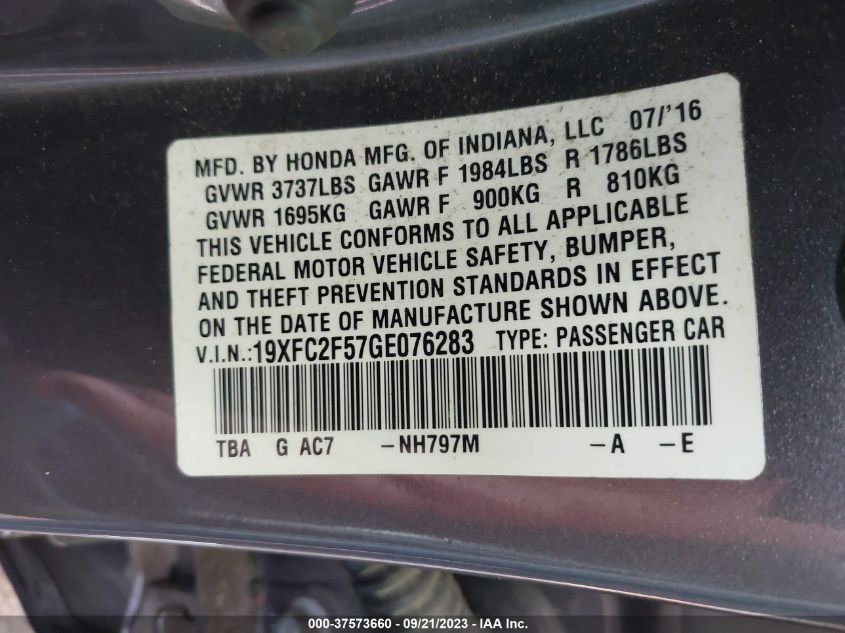 MFD. BY HONDA MFG. OF INDIANA, LLC 07/'16
GVWR 3737LBS GAWR F 1984LBS R 1786LBS
GVWR 1695KG GAWR F 900KG R 810KG
THIS VEHICLE CONFORMS TO ALL APPLICABLE
FEDERAL MOTOR VEHICLE SAFETY, BUMPER,
AND THEFT PREVENTION STANDARDS IN EFFECT
ON THE DATE OF MANUFACTURE SHOWN ABOVE.
V.I.N.:19XFC2F57GE076283 TYPE: PASSENGER CAR
TBA G AC7 –NH797M –A –E
000-37573660 / 09/21/2023 / IAA Inc.